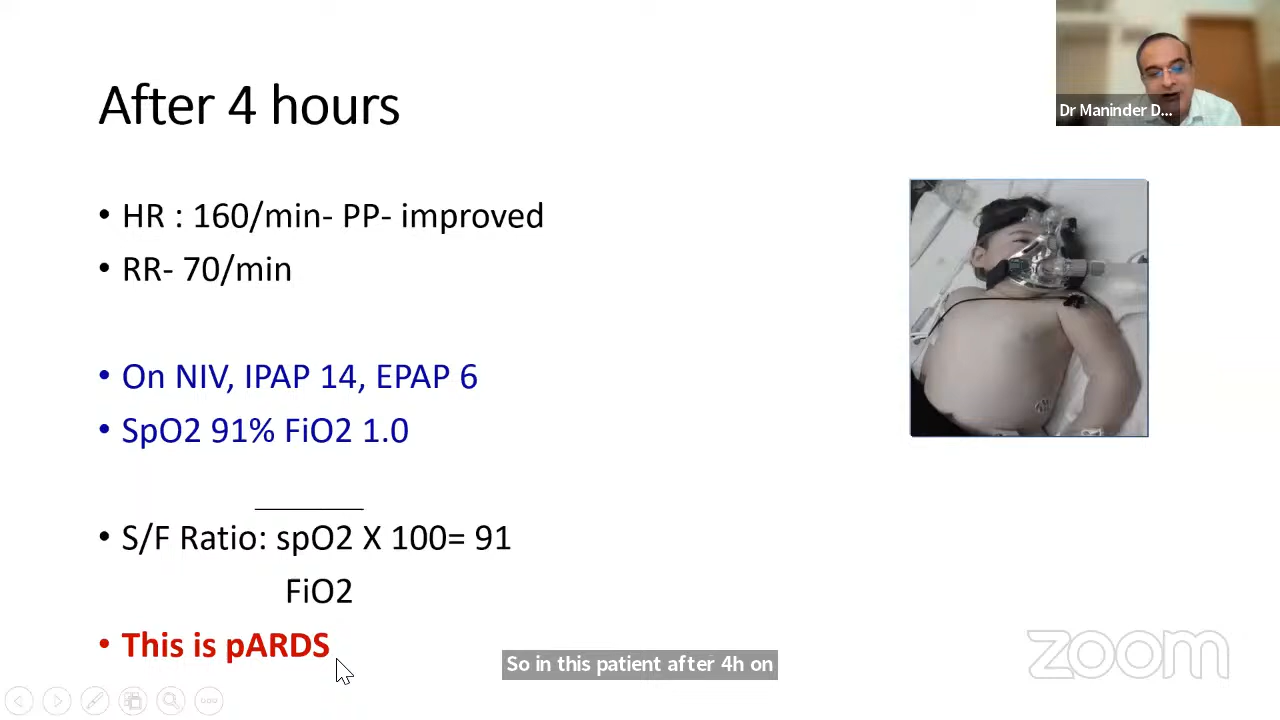 After 4 hours
Dr Maninder D...
• HR : 160/min- PP- improved
• RR- 70/min
• On NIV, IPAP 14, EPAP 6
• SpO2 91% FiO2 1.0
• S/F Ratio: spO2 X 100= 91
FiO2
• This is pARDS
So in this patient after 4h on
zoom